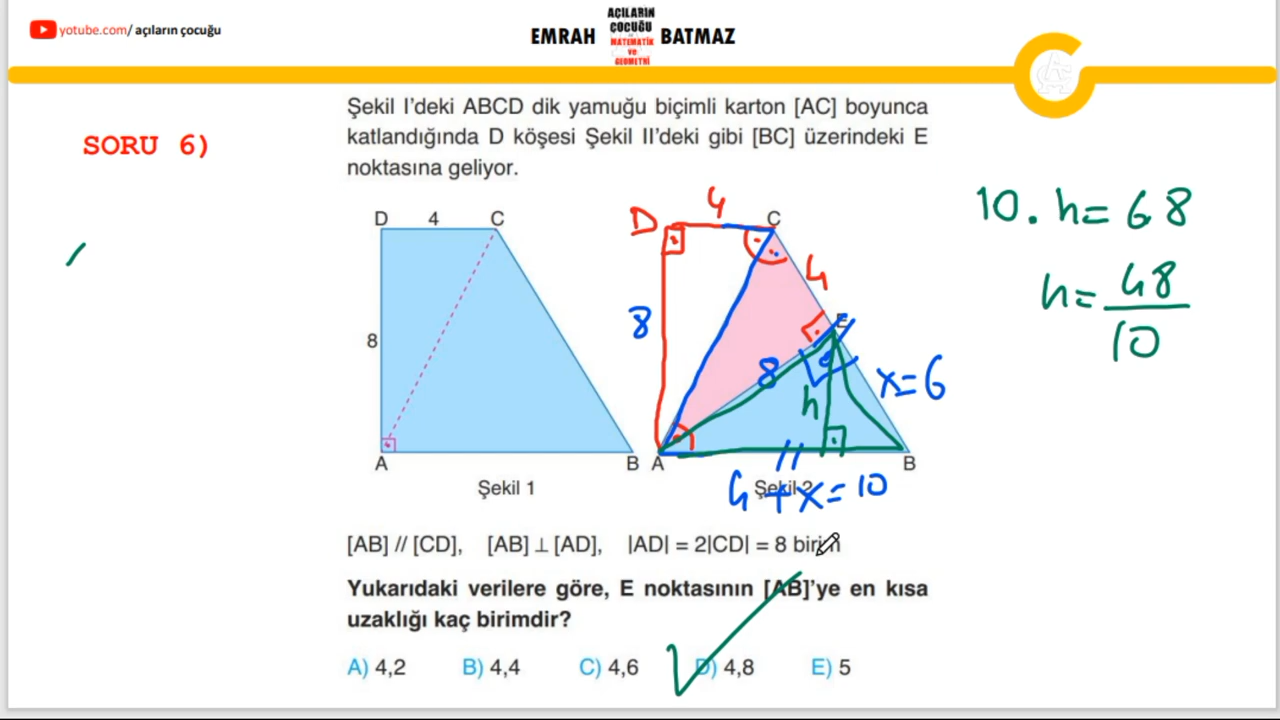 yotube.com/ açıların çocuğu
EMRAH
AÇILARIN
ÇOCUĞU
MATEMATİK
ve
GEOMETRİ
BATMAZ
SORU 6)
Şekil I'deki ABCD dik yamuğu biçimli karton [AC] boyunca
katlandığında D köşesi Şekil II'deki gibi [BC] üzerindeki E
noktasına geliyor.
D 4 C
8
A B
Şekil 1
D 4 C
4
8
E
8
x=6
h
A B
4+x=10
Şekil 2
10.h=68
h=48
10
[AB] // [CD], [AB] ⊥ [AD], |AD| = 2|CD| = 8 birim
Yukarıdaki verilere göre, E noktasının [AB]'ye en kısa
uzaklığı kaç birimdir?
A) 4,2 B) 4,4 C) 4,6 D) 4,8 E) 5